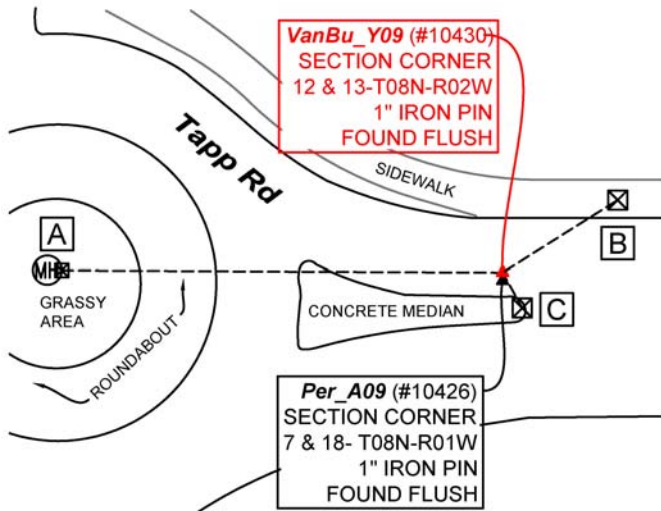 VanBu_Y09 (#10430)
SECTION CORNER
12 & 13-T08N-R02W
1" IRON PIN
FOUND FLUSH
Tapp Rd
SIDEWALK
A
B
MH
GRASSY
AREA
ROUNDABOUT
CONCRETE MEDIAN
C
Per_A09 (#10426)
SECTION CORNER
7 & 18- T08N-R01W
1" IRON PIN
FOUND FLUSH